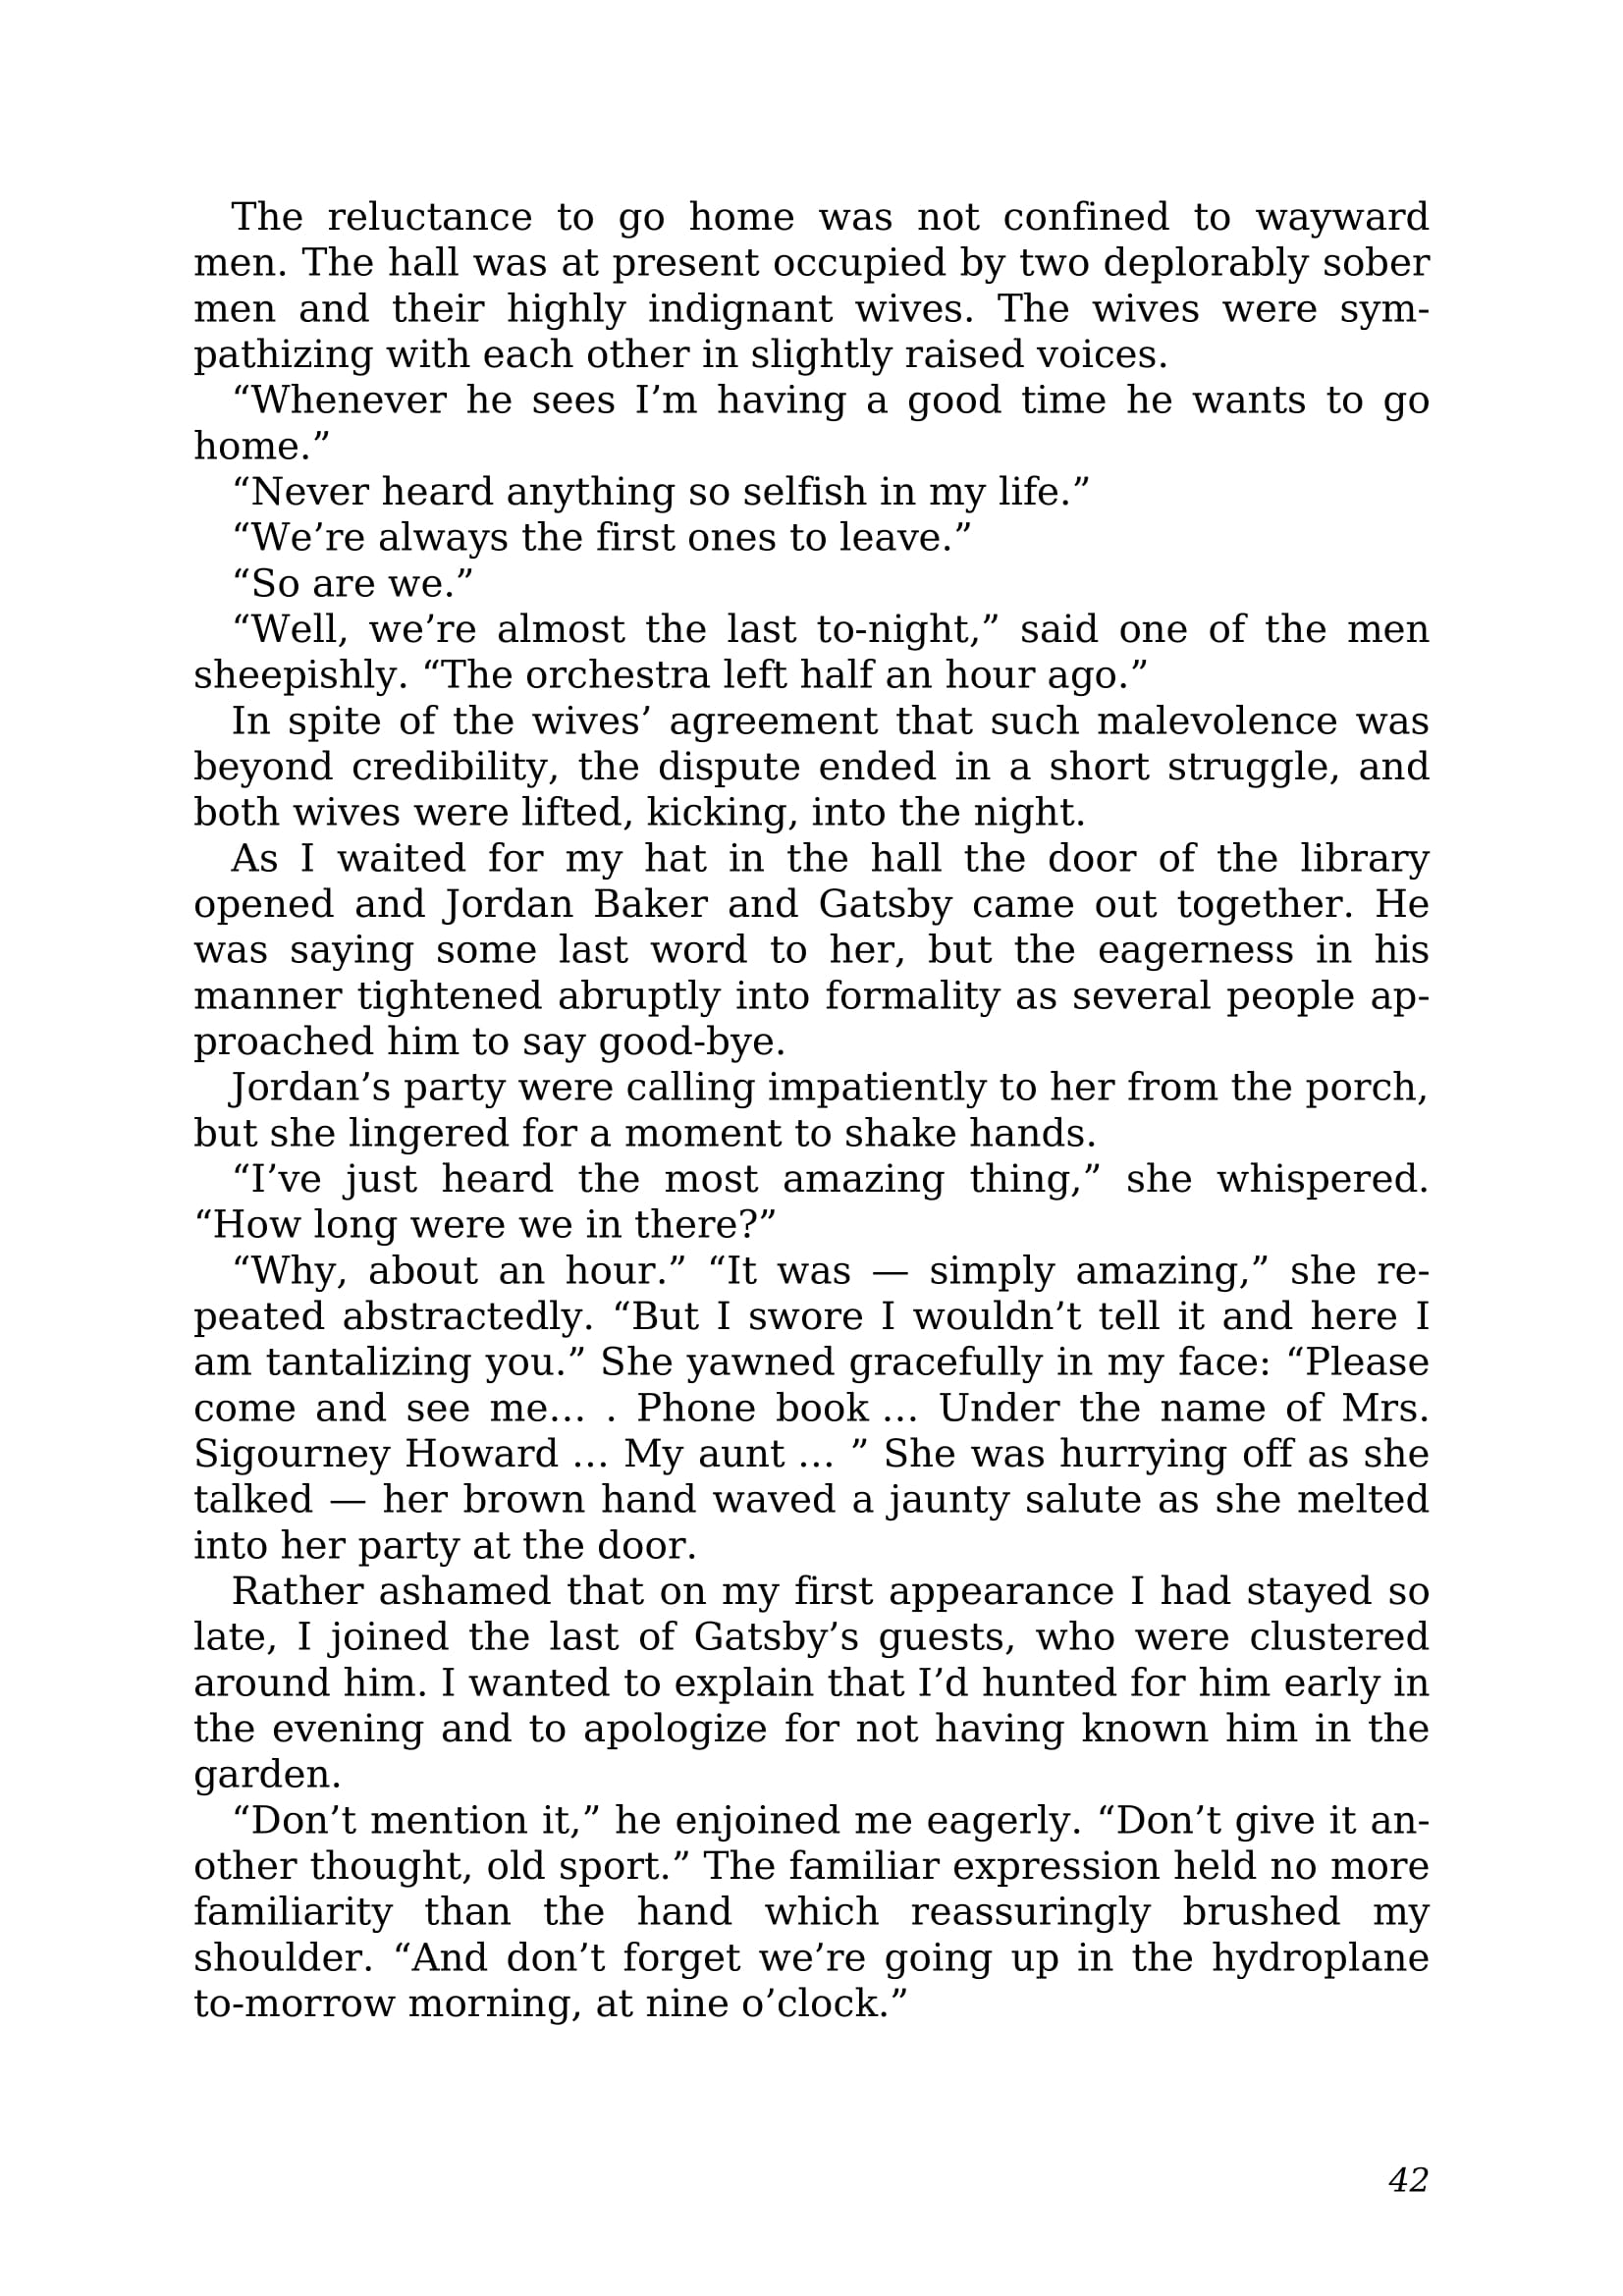 The reluctance to go home was not confined to wayward
men. The hall was at present occupied by two deplorably sober
men and their highly indignant wives. The wives were sym-
pathizing with each other in slightly raised voices.
“Whenever he sees I’m having a good time he wants to go
home.”
“Never heard anything so selfish in my life.”
“We’re always the first ones to leave.”
“So are we.”
“Well, we’re almost the last to-night,” said one of the men
sheepishly. “The orchestra left half an hour ago.”
In spite of the wives’ agreement that such malevolence was
beyond credibility, the dispute ended in a short struggle, and
both wives were lifted, kicking, into the night.
As I waited for my hat in the hall the door of the library
opened and Jordan Baker and Gatsby came out together. He
was saying some last word to her, but the eagerness in his
manner tightened abruptly into formality as several people ap-
proached him to say good-bye.
Jordan’s party were calling impatiently to her from the porch,
but she lingered for a moment to shake hands.
“I’ve just heard the most amazing thing,” she whispered.
“How long were we in there?”
“Why, about an hour.” “It was — simply amazing,” she re-
peated abstractedly. “But I swore I wouldn’t tell it and here I
am tantalizing you.” She yawned gracefully in my face: “Please
come and see me… . Phone book … Under the name of Mrs.
Sigourney Howard … My aunt … ” She was hurrying off as she
talked — her brown hand waved a jaunty salute as she melted
into her party at the door.
Rather ashamed that on my first appearance I had stayed so
late, I joined the last of Gatsby’s guests, who were clustered
around him. I wanted to explain that I’d hunted for him early in
the evening and to apologize for not having known him in the
garden.
“Don’t mention it,” he enjoined me eagerly. “Don’t give it an-
other thought, old sport.” The familiar expression held no more
familiarity than the hand which reassuringly brushed my
shoulder. “And don’t forget we’re going up in the hydroplane
to-morrow morning, at nine o’clock.”
42